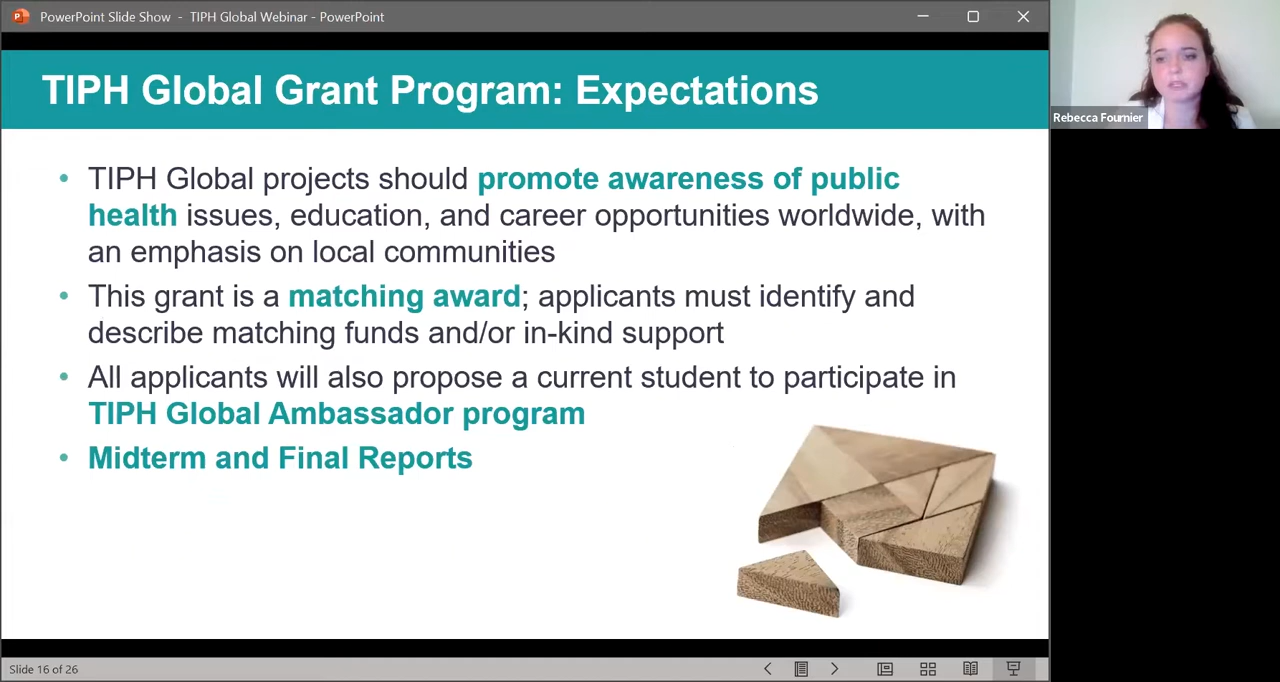 PowerPoint Slide Show - TIPH Global Webinar - PowerPoint
TIPH Global Grant Program: Expectations
Rebecca Fournier
• TIPH Global projects should promote awareness of public
health issues, education, and career opportunities worldwide, with
an emphasis on local communities
• This grant is a matching award; applicants must identify and
describe matching funds and/or in-kind support
• All applicants will also propose a current student to participate in
TIPH Global Ambassador program
• Midterm and Final Reports
Slide 16 of 26